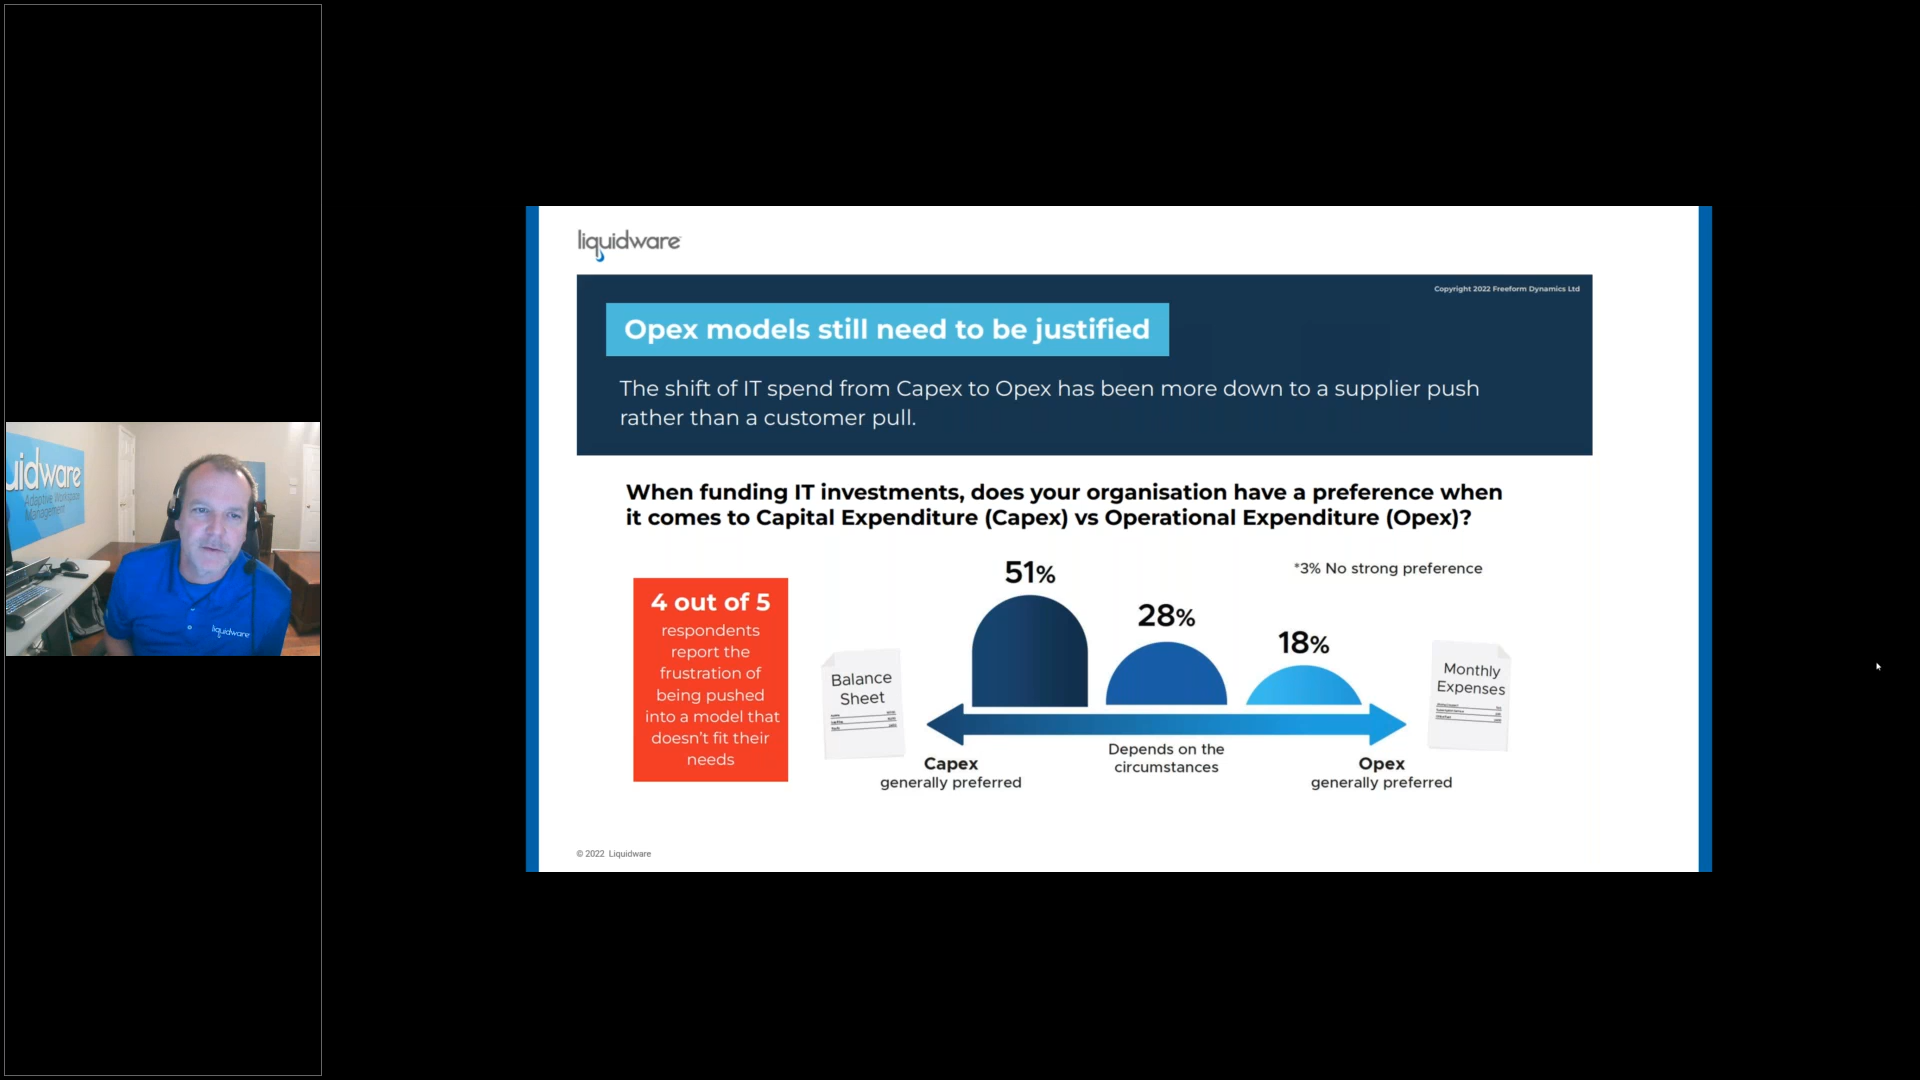 uidware
Adaptive Workspace
Management
liquidware
liquidware
Copyright 2022 Freeform Dynamics Ltd
Opex models still need to be justified
The shift of IT spend from Capex to Opex has been more down to a supplier push
rather than a customer pull.
When funding IT investments, does your organisation have a preference when
it comes to Capital Expenditure (Capex) vs Operational Expenditure (Opex)?
4 out of 5
respondents
report the
frustration of
being pushed
into a model that
doesn't fit their
needs
51%
28%
18%
*3% No strong preference
Balance
Sheet
Monthly
Expenses
Capex
generally preferred
Depends on the
circumstances
Opex
generally preferred
© 2022 Liquidware